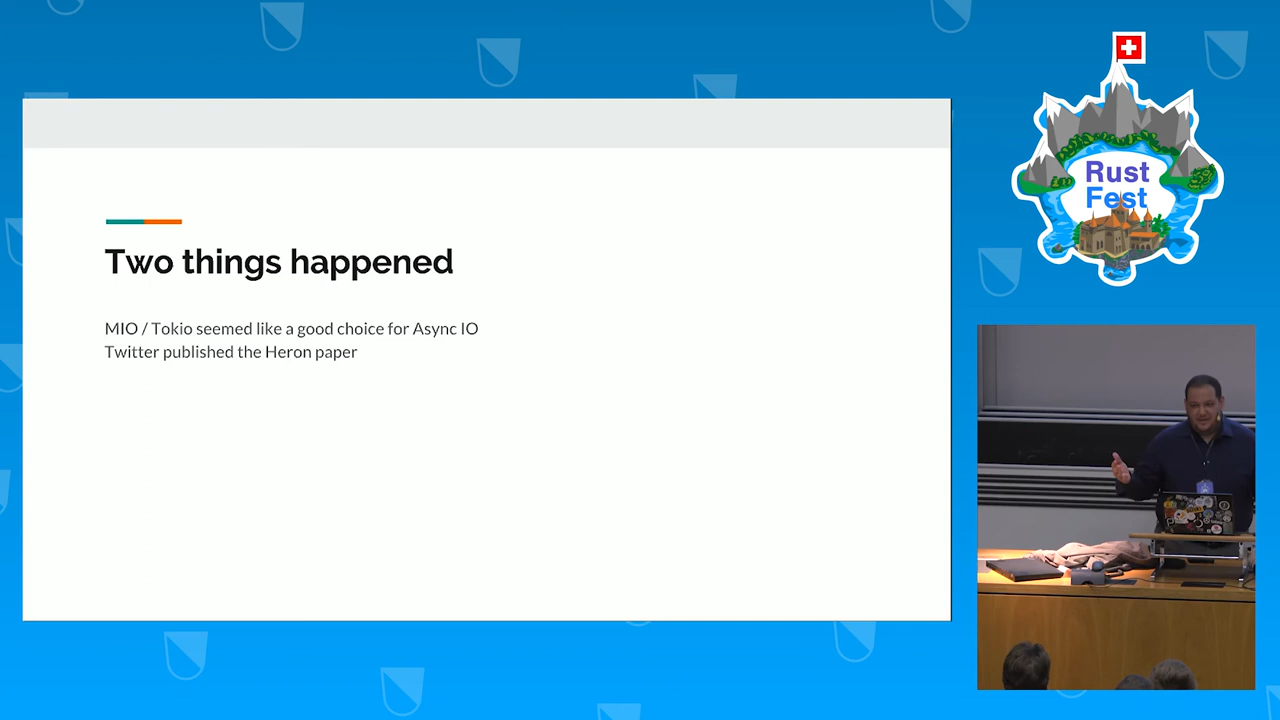 Two things happened
MIO / Tokio seemed like a good choice for Async IO
Twitter published the Heron paper
Rust
Fest